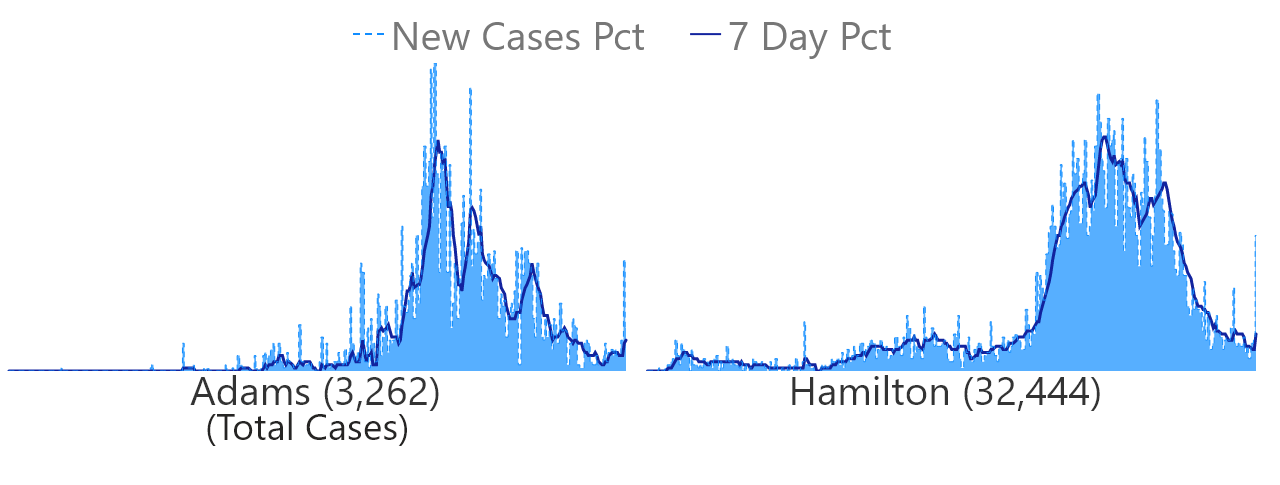 New Cases Pct 7 Day Pct
Adams (3,262)
(Total Cases)
Hamilton (32,444)